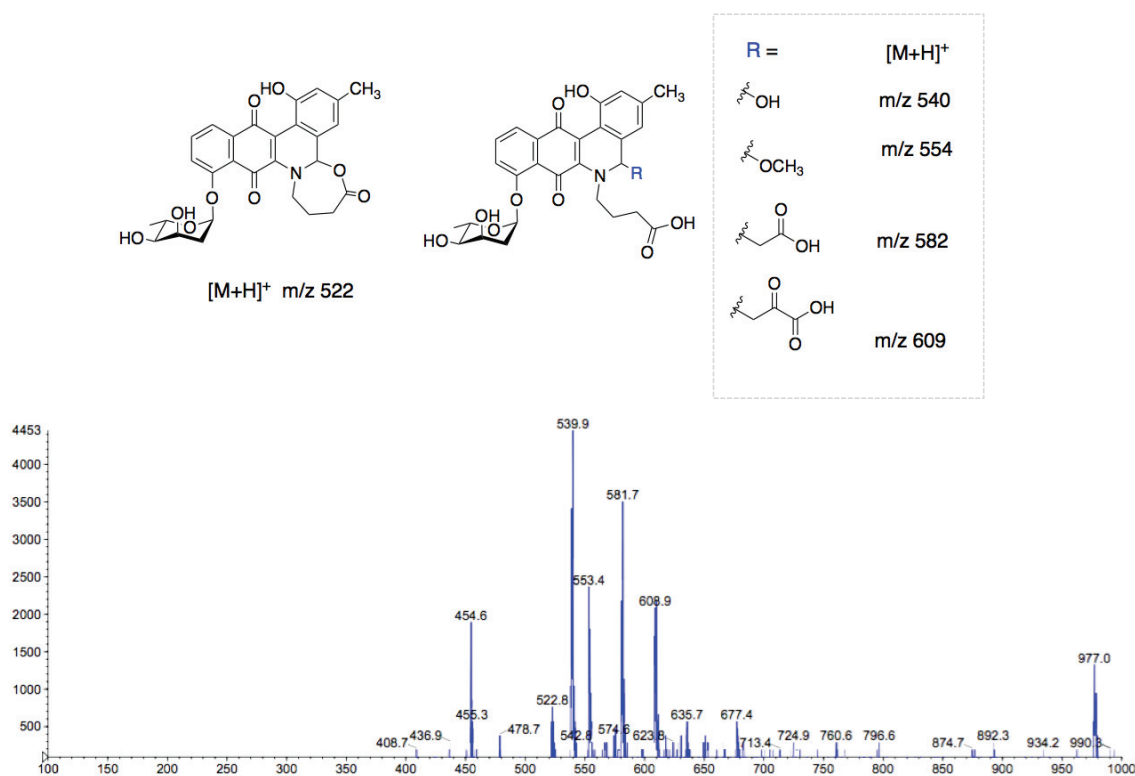 R = [M+H]+
OH m/z 540
OCH3 m/z 554
O
OH m/z 582
O
OH
O
m/z 609
HO CH3
O
N
O
O
O
O
HO
O
HO
[M+H]+ m/z 522
HO CH3
O
R
N
O
O
HO
O
HO
O
OH
4453
4000
3500
3000
2500
2000
1500
1000
500
539.9
581.7
553.4
608.9
454.6
977.0
522.8
455.3
478.7
542.8
574.6
623.8
635.7
677.4
408.7
436.9
713.4
724.9
760.6
796.6
874.7
892.3
934.2
990.3
100 150 200 250 300 350 400 450 500 550 600 650 700 750 800 850 900 950 1000